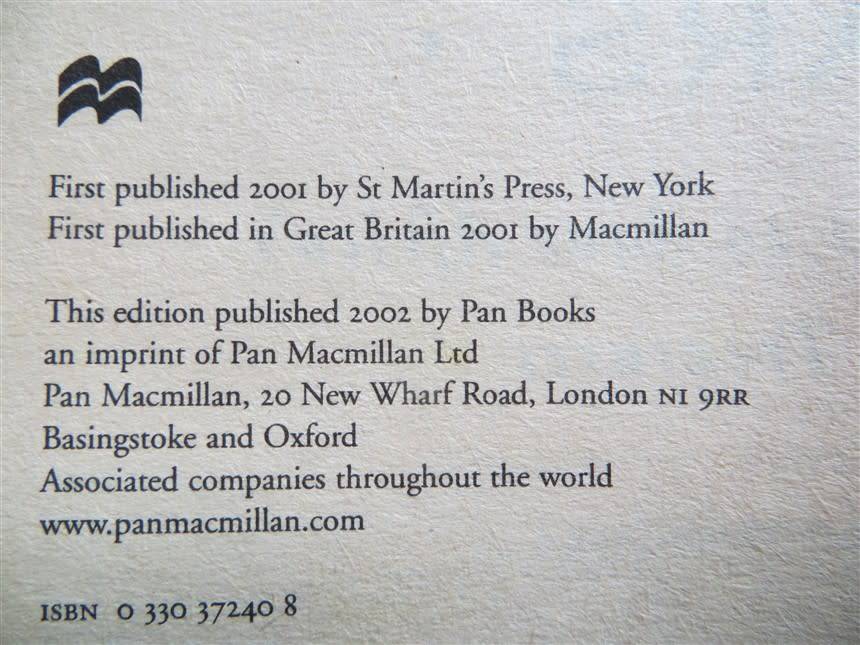 First published 2001 by St Martin's Press, New York
First published in Great Britain 2001 by Macmillan
This edition published 2002 by Pan Books
an imprint of Pan Macmillan Ltd
Pan Macmillan, 20 New Wharf Road, London N1 9RR
Basingstoke and Oxford
Associated companies throughout the world
www.panmacmillan.com
ISBN 0 330 37240 8